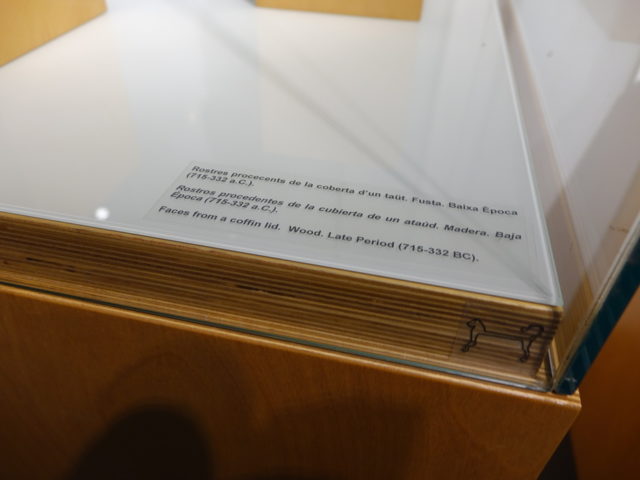 Rostres procecents de la coberta d'un taüt. Fusta. Baixa Època
(715-332 a.C.).
Rostros procedentes de la cubierta de un ataúd. Madera. Baja
Época (715-332 a.C.).
Faces from a coffin lid. Wood. Late Period (715-332 BC).